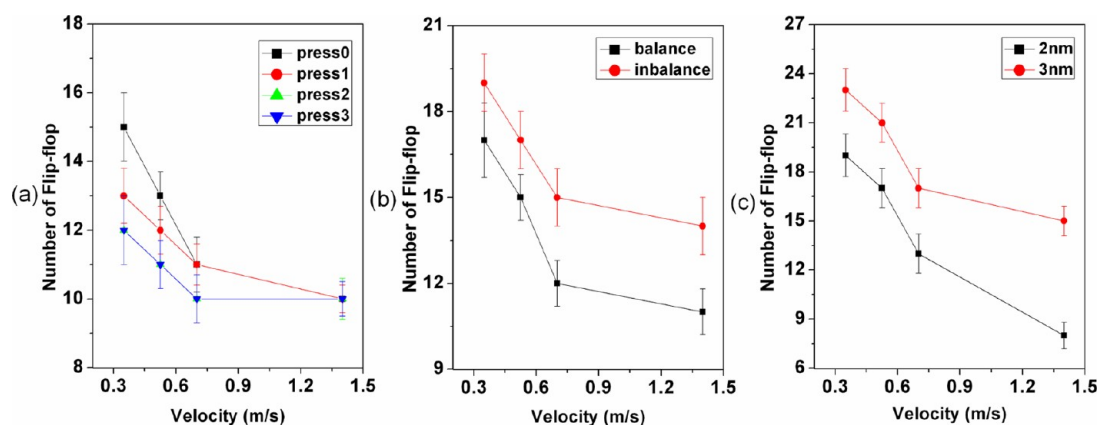 (a)
Number of Flip-flop
18
16
14
12
10
8
0.3 0.6 0.9 1.2 1.5
Velocity (m/s)
press0
press1
press2
press3
(b)
Number of Flip-flop
21
18
15
12
9
0.3 0.6 0.9 1.2 1.5
Velocity (m/s)
balance
inbalance
(c)
Number of Flip-flop
27
24
21
18
15
12
9
6
0.3 0.6 0.9 1.2 1.5
Velocity (m/s)
2nm
3nm